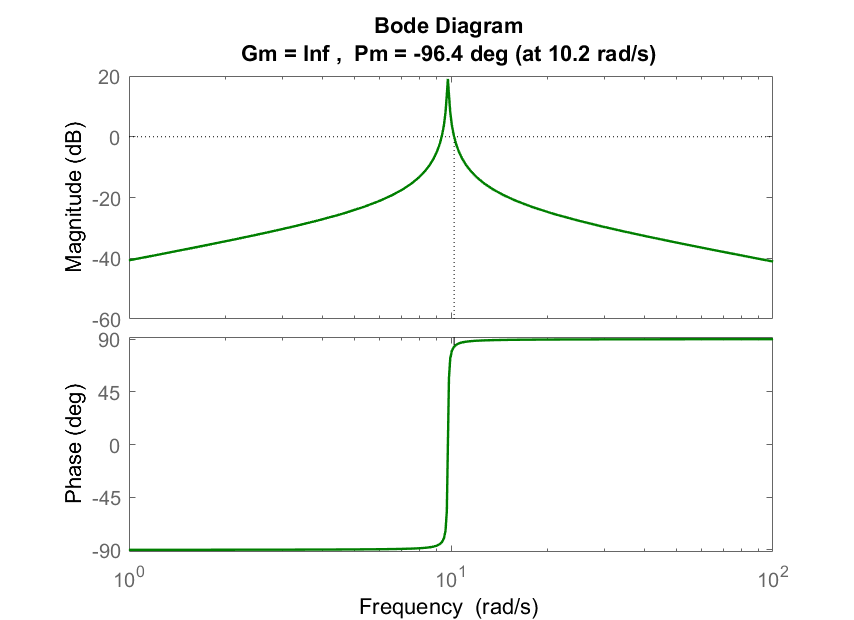 Bode Diagram
Gm = Inf ,  Pm = -96.4 deg (at 10.2 rad/s)
20
0
-20
-40
-60
Magnitude (dB)
90
45
0
-45
-90
Phase (deg)
10^0
10^1
10^2
Frequency  (rad/s)